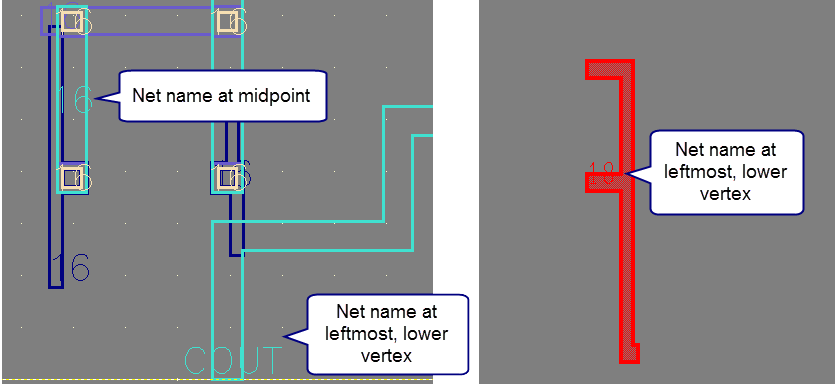 16
16
Net name at midpoint
16
16
16
16
COUT
Net name at
leftmost, lower
vertex
18
Net name at
leftmost, lower
vertex